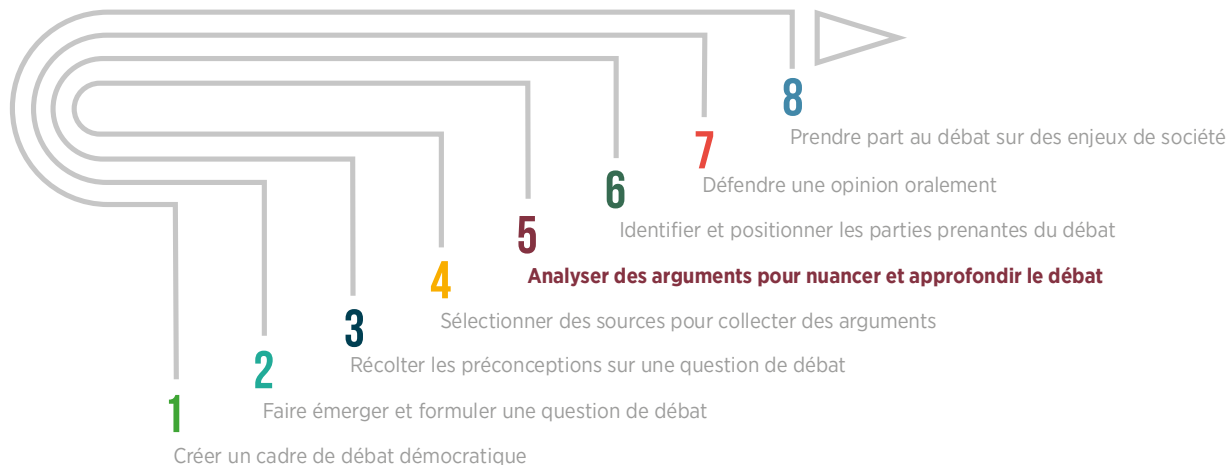 8
Prendre part au débat sur des enjeux de société
7
Défendre une opinion oralement
6
Identifier et positionner les parties prenantes du débat
5
Analyser des arguments pour nuancer et approfondir le débat
4
Sélectionner des sources pour collecter des arguments
3
Récolter les préconceptions sur une question de débat
2
Faire émerger et formuler une question de débat
1
Créer un cadre de débat démocratique